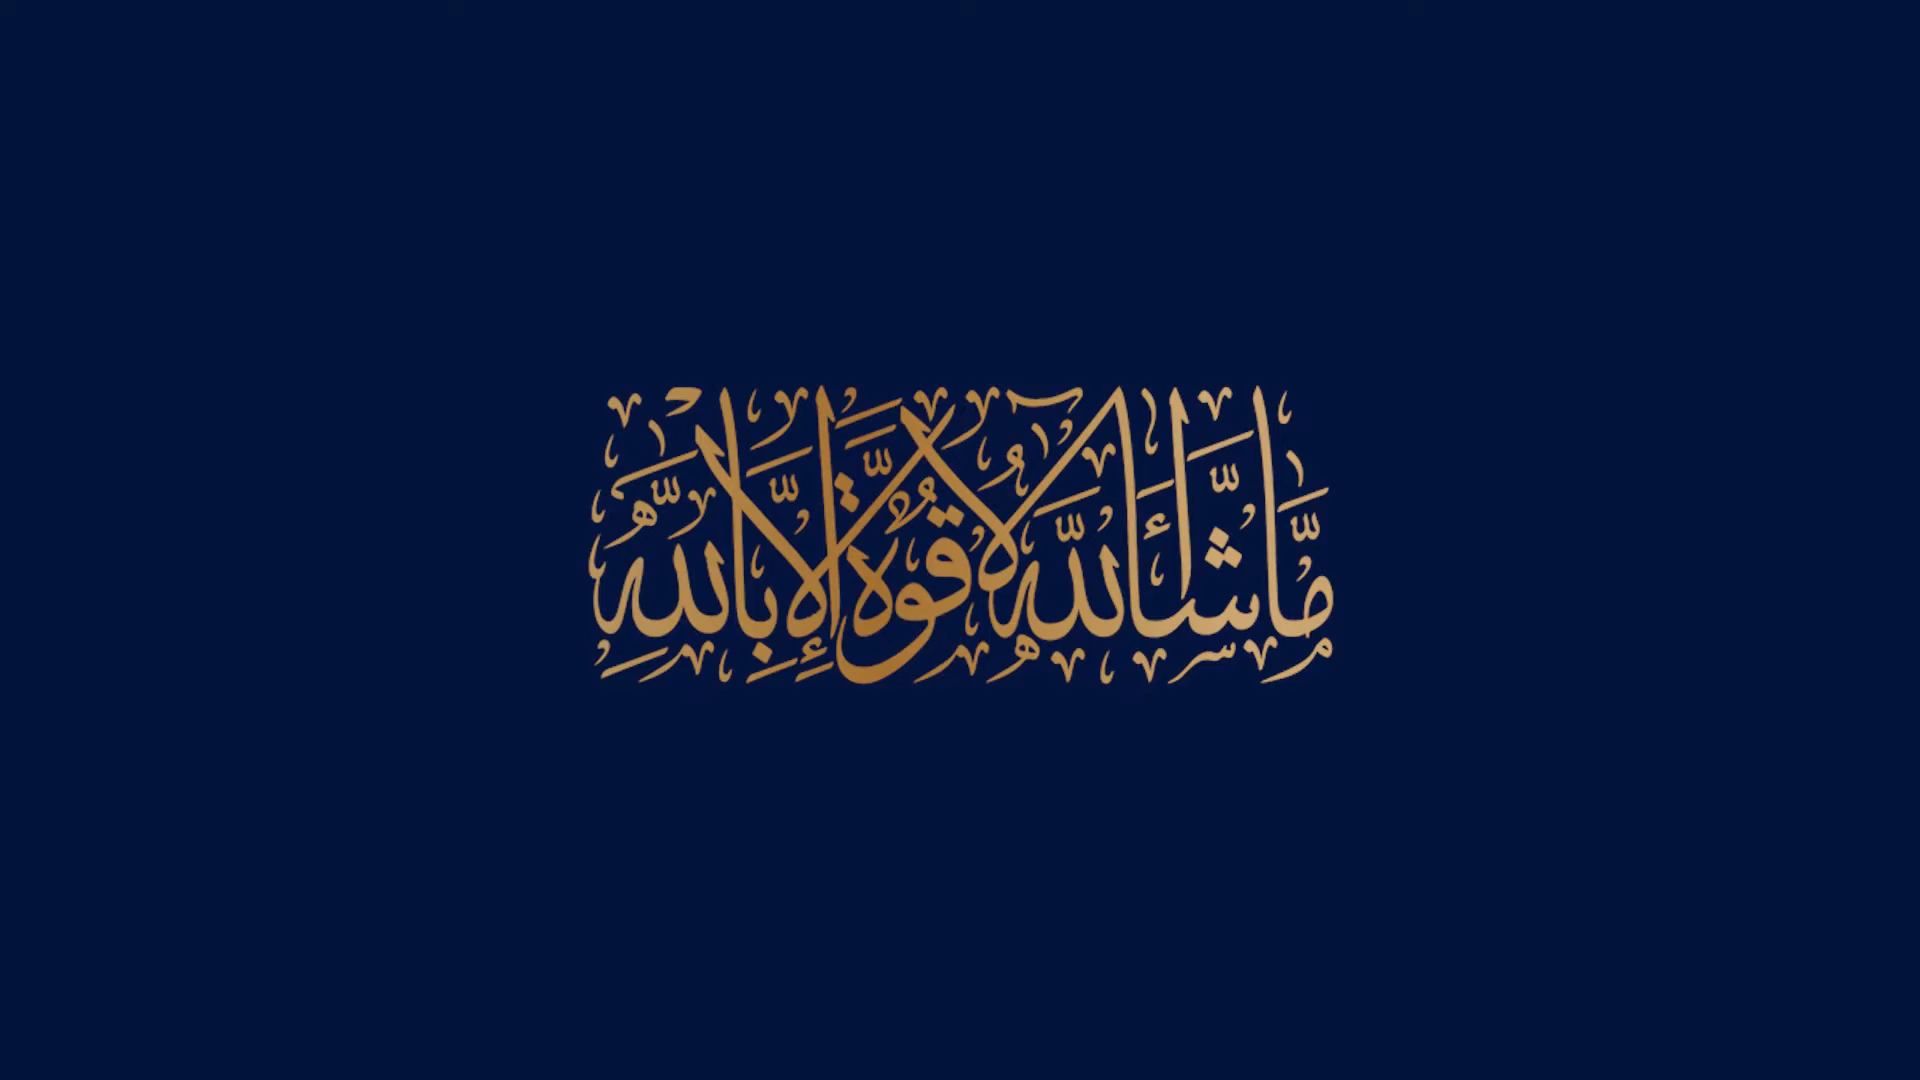 مَّا شَّاءَ اللَّهُ لَا قُوَّةَ إِلَّا بِاللَّهِ